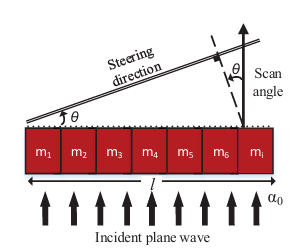 Steering
direction
θ
Scan
angle
θ
m₁ m₂ m₃ m₄ m₅ m₆ mᵢ
l
α₀
Incident plane wave